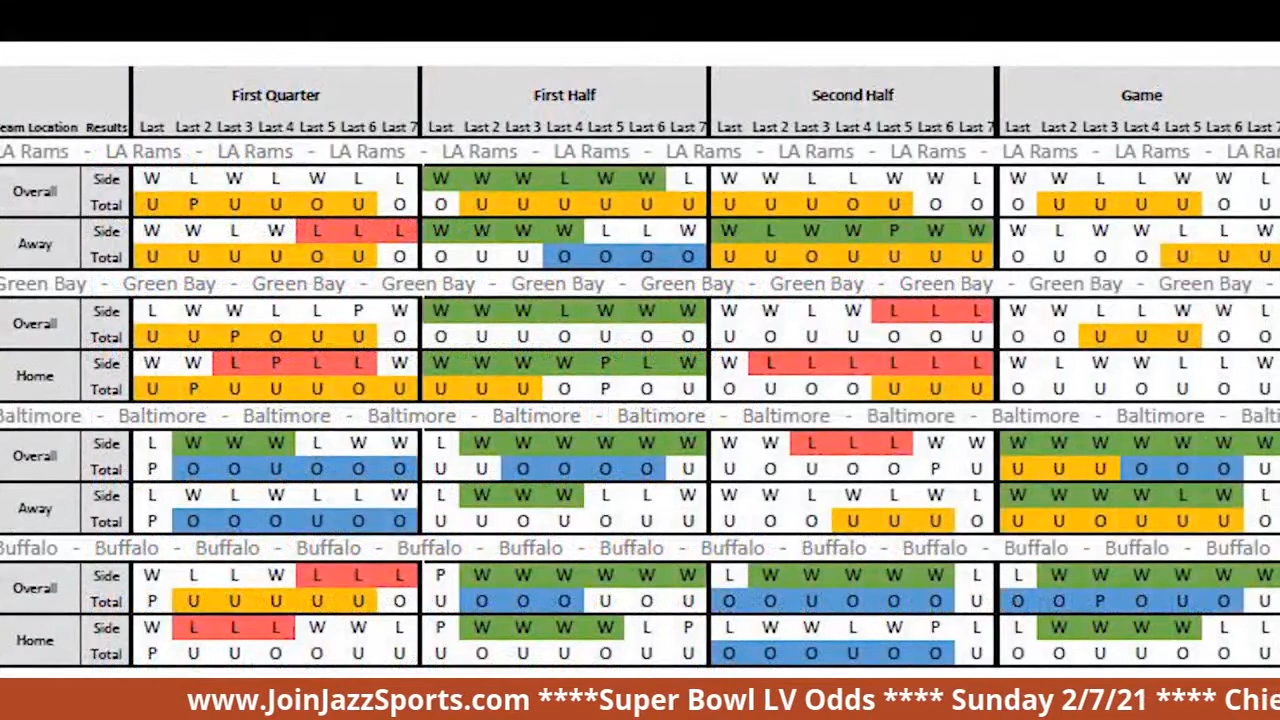 First Quarter First Half Second Half Game
eam Location Results Last Last 2 Last 3 Last 4 Last 5 Last 6 Last 7 Last Last 2 Last 3 Last 4 Last 5 Last 6 Last 7 Last Last 2 Last 3 Last 4 Last 5 Last 6 Last 7 Last Last 2 Last 3 Last 4 Last 5 Last 6 Last
LA Rams - LA Rams - LA Rams - LA Rams - LA Rams - LA Rams - LA Rams - LA Rams - LA Rams - LA Rams - LA Rar
Overall Side W L W L W L L W W W L W W L W W L L W W L W W L L W W L
Total U P U U O U O O U U U U U U U U U O U O O O U U U U O U
Away Side W W L W L L L W W W W L L W W L W W P W W W L W W L L W
Total U U U U O U O O U U O O O O U U O U U U U O U O O U U U
Green Bay - Green Bay - Green Bay - Green Bay - Green Bay - Green Bay - Green Bay - Green Bay - Green Bay - Green Bay -
Overall Side L W W L L P W W W W L W W W W W L W L L L W W L L W W L
Total U U P O U U O O U U O U O O U O U U O O U O O U U U O O
Home Side W W L P L L W W W W W P L W W L L L L L L W L W W L L W
Total U P U U U O U U U U O P O U O U O O U U U O U U O U O U
Baltimore - Baltimore - Baltimore - Baltimore - Baltimore - Baltimore - Baltimore - Baltimore - Baltimore - Baltimore - Balti
Overall Side L W W W L W W L W W W W W W W W L L L W W W W W W W W W
Total P O O U O O O U U O O O O U U O U O O P U U U U O O O U
Away Side L W L W L L W L W W W L L W W W L W L W L W W W W L W L
Total P O O O U O O U U O U O U U U O O U U U O U U O U U U O
Buffalo - Buffalo - Buffalo - Buffalo - Buffalo - Buffalo - Buffalo - Buffalo - Buffalo - Buffalo - Buffalo - Buffalo - Buffalo
Overall Side W L L W L L L P W W W W W W L W W W W W L L W W W W W W
Total P U U U U U O U O O O U O U O O U O O O U O O P O U O U
Home Side W L L L W W L P W W W W L P L W W L W P L L W W W W L L
Total P U U O O U U U O U U O U U O O O U O O U O O U U O O U
www.JoinJazzSports.com ****Super Bowl LV Odds **** Sunday 2/7/21 **** Chie